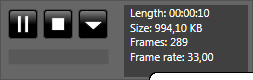 Length: 00:00:10
Size: 994,10 KB
Frames: 289
Frame rate: 33,00